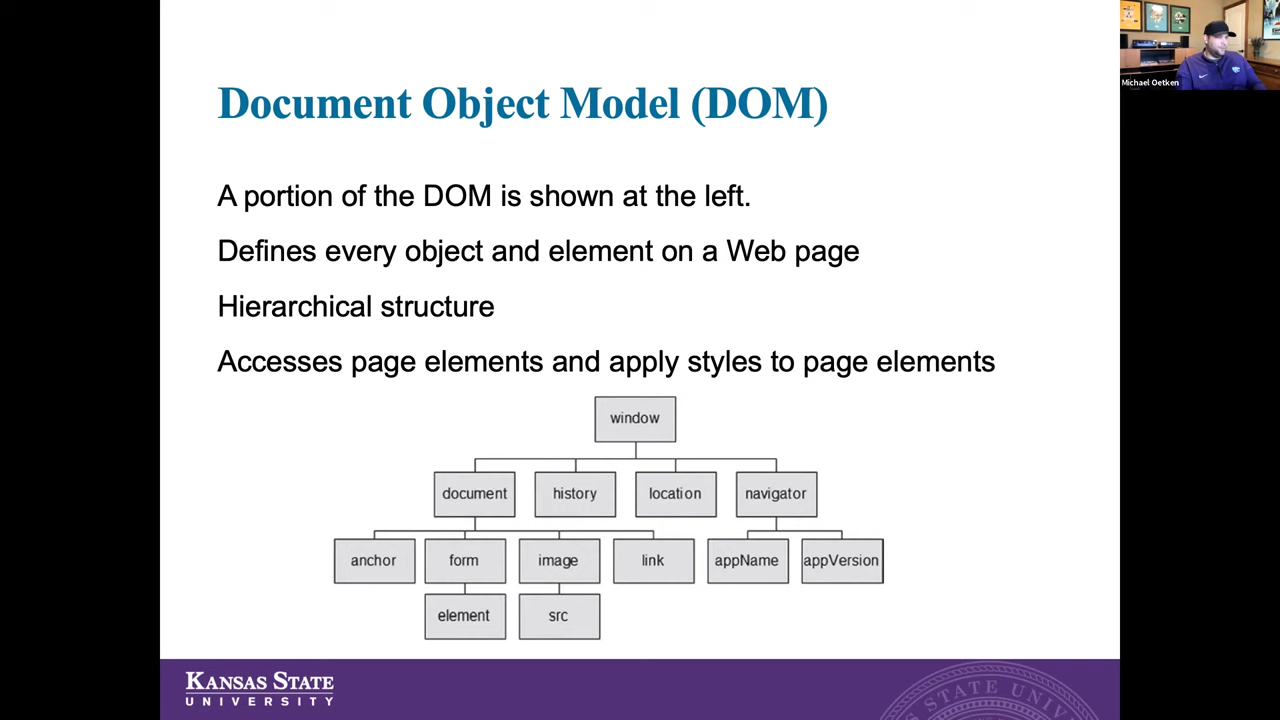 Document Object Model (DOM)
Michael Oetken
A portion of the DOM is shown at the left.
Defines every object and element on a Web page
Hierarchical structure
Accesses page elements and apply styles to page elements
window
document
history
location
navigator
anchor
form
image
link
appName
appVersion
element
src
KANSAS STATE
UNIVERSITY
STATE UNIV